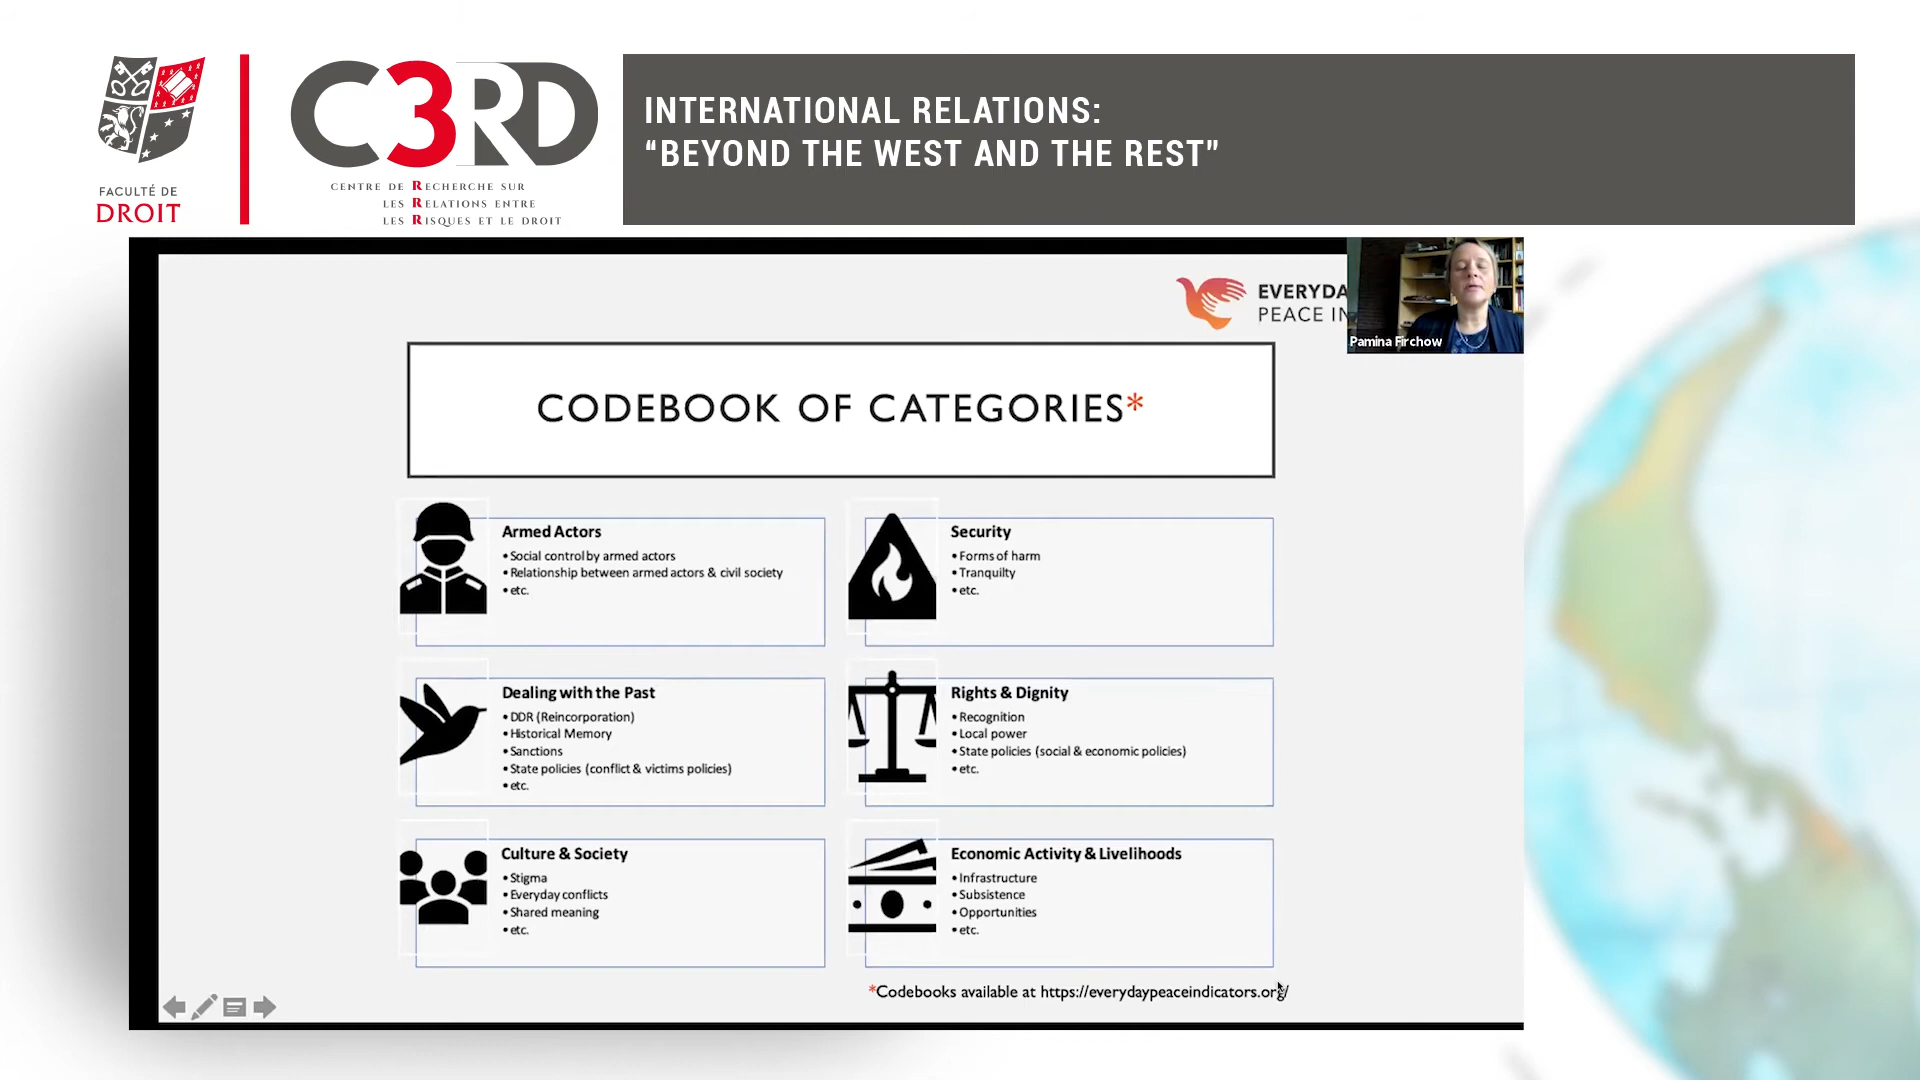 FACULTÉ DE
DROIT
C3RD
CENTRE DE RECHERCHE SUR
LES RELATIONS ENTRE
LES RISQUES ET LE DROIT
INTERNATIONAL RELATIONS:
“BEYOND THE WEST AND THE REST”
EVERYDA
PEACE IN
Pamina Firchow
CODEBOOK OF CATEGORIES*
Armed Actors
• Social control by armed actors
• Relationship between armed actors & civil society
• etc.
Security
• Forms of harm
• Tranquilty
• etc.
Dealing with the Past
• DDR (Reincorporation)
• Historical Memory
• Sanctions
• State policies (conflict & victims policies)
• etc.
Rights & Dignity
• Recognition
• Local power
• State policies (social & economic policies)
• etc.
Culture & Society
• Stigma
• Everyday conflicts
• Shared meaning
• etc.
Economic Activity & Livelihoods
• Infrastructure
• Subsistence
• Opportunities
• etc.
*Codebooks available at https://everydaypeaceindicators.org/